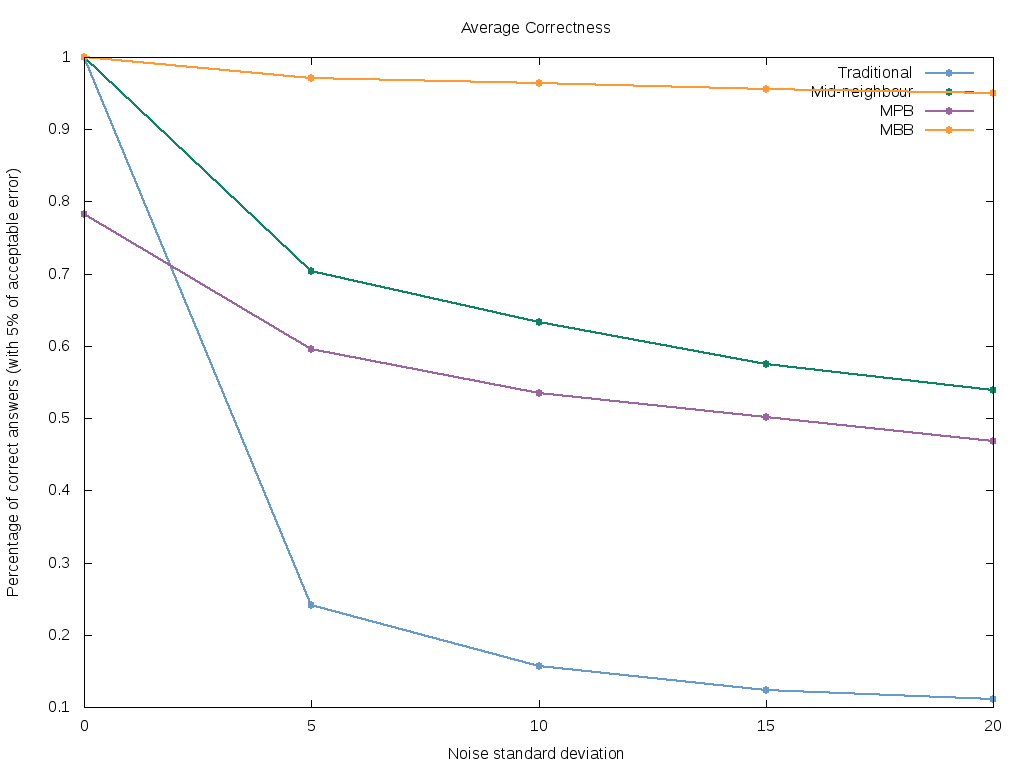 Average Correctness
Percentage of correct answers (with 5% of acceptable error)
1
0.9
0.8
0.7
0.6
0.5
0.4
0.3
0.2
0.1
Traditional
Mid-neighbour
MPB
MBB
0 5 10 15 20
Noise standard deviation